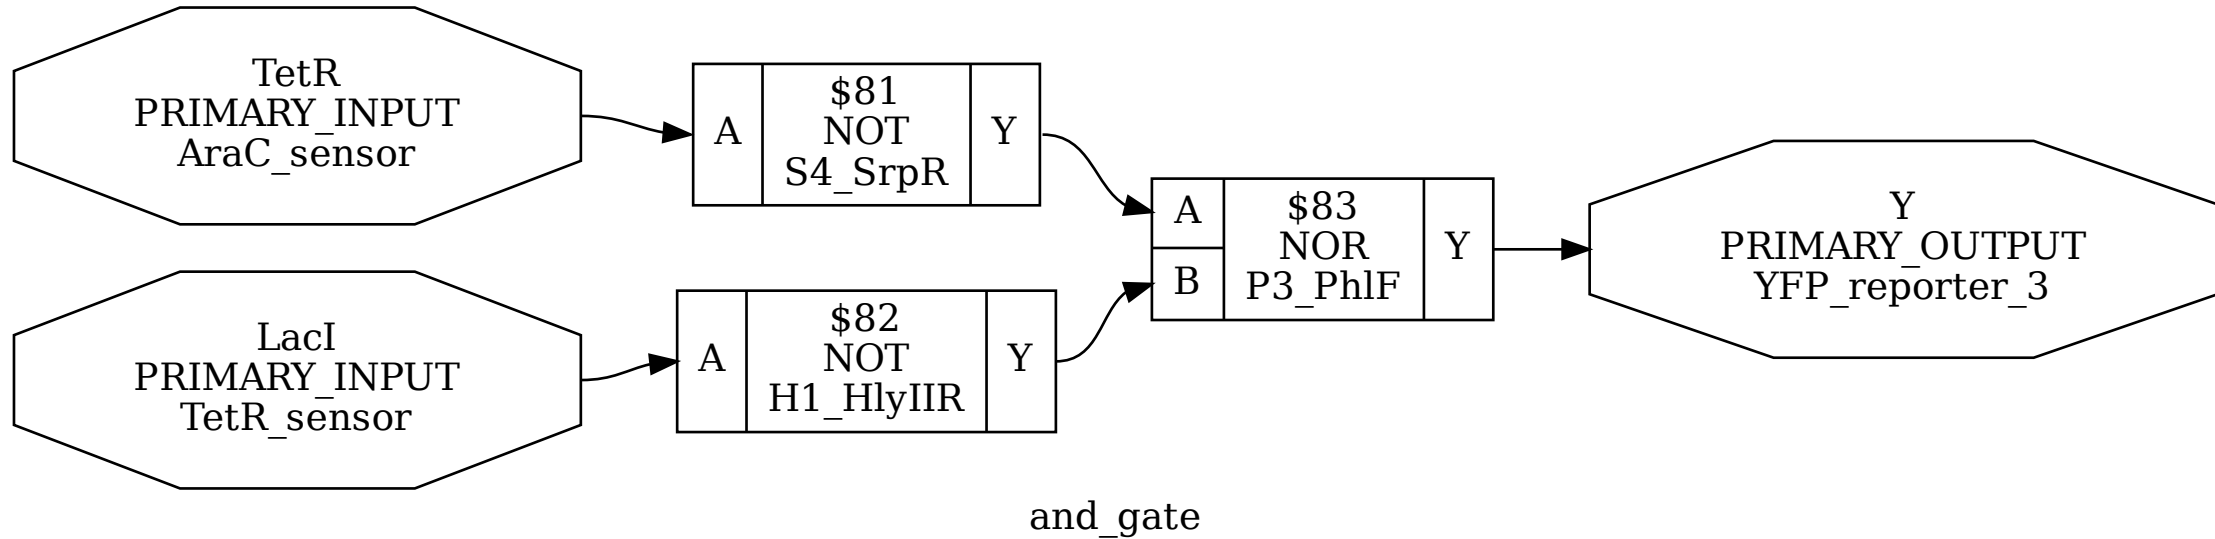 TetR
PRIMARY_INPUT
AraC_sensor
A
$81
NOT
S4_SrpR
Y
LacI
PRIMARY_INPUT
TetR_sensor
A
$82
NOT
H1_HlyIIR
Y
A
B
$83
NOR
P3_PhlF
Y
Y
PRIMARY_OUTPUT
YFP_reporter_3
and_gate